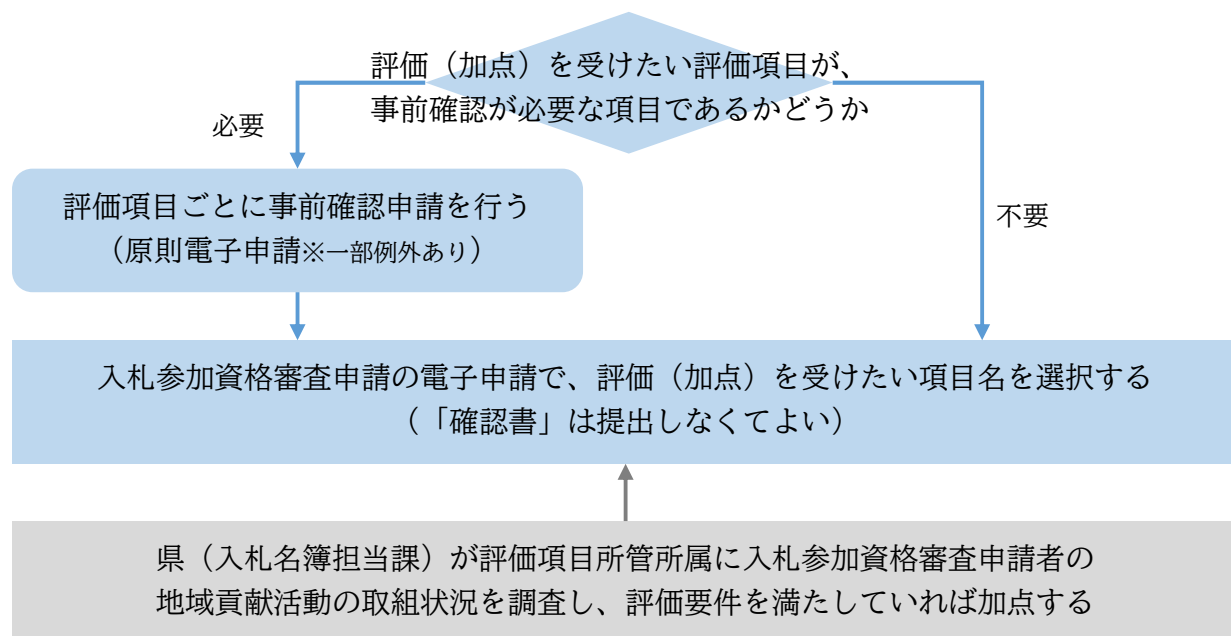 評価（加点）を受けたい評価項目が、
事前確認が必要な項目であるかどうか
必要
評価項目ごとに事前確認申請を行う
（原則電子申請※一部例外あり）
不要
入札参加資格審査申請の電子申請で、評価（加点）を受けたい項目名を選択する
（「確認書」は提出しなくてよい）
県（入札名簿担当課）が評価項目所管所属に入札参加資格審査申請者の
地域貢献活動の取組状況を調査し、評価要件を満たしていれば加点する